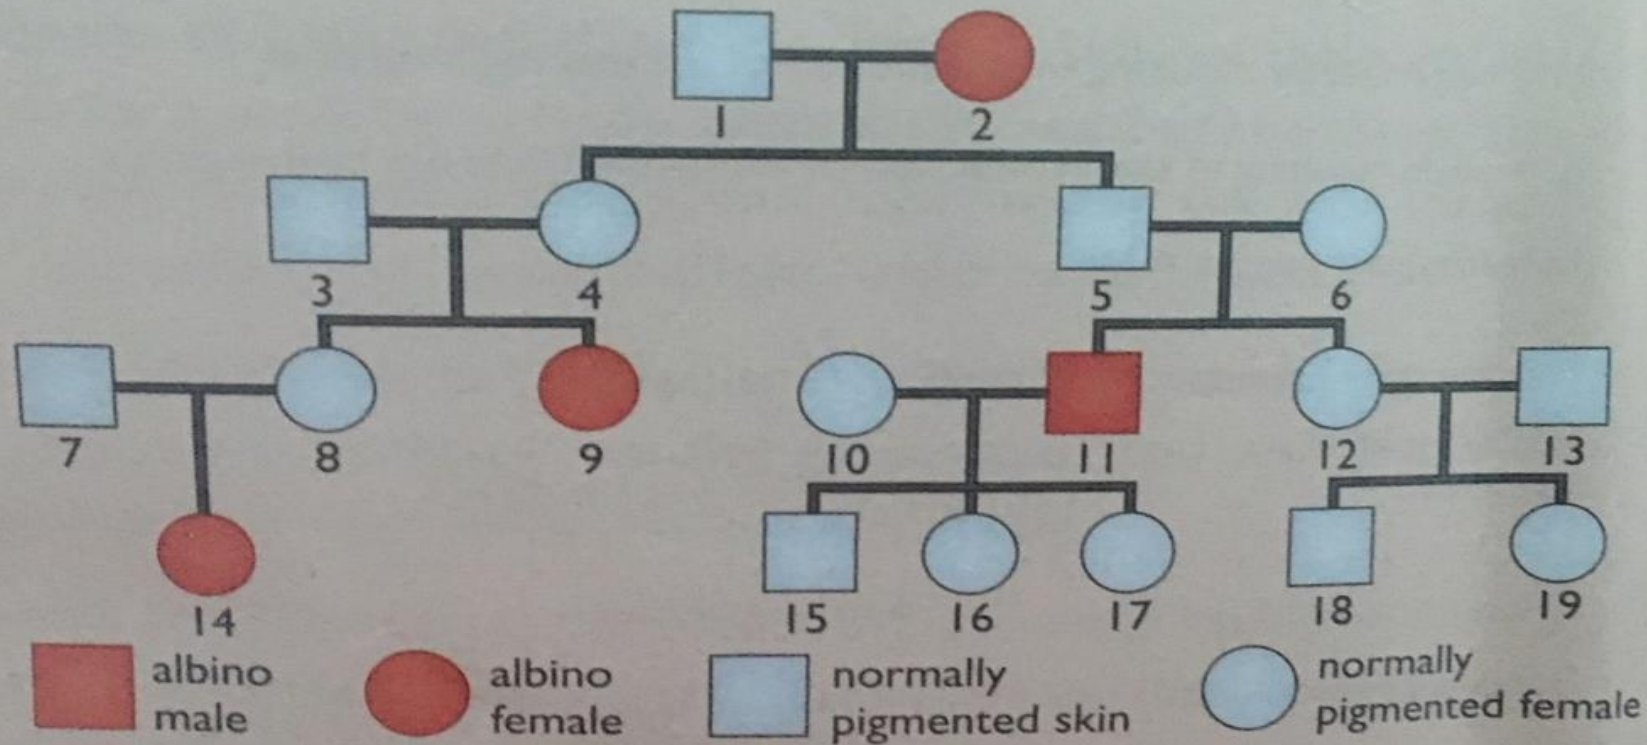 1 2
3 4 5 6
7 8 9 10 11 12 13
14 15 16 17 18 19
albino male
albino female
normally pigmented skin
normally pigmented female